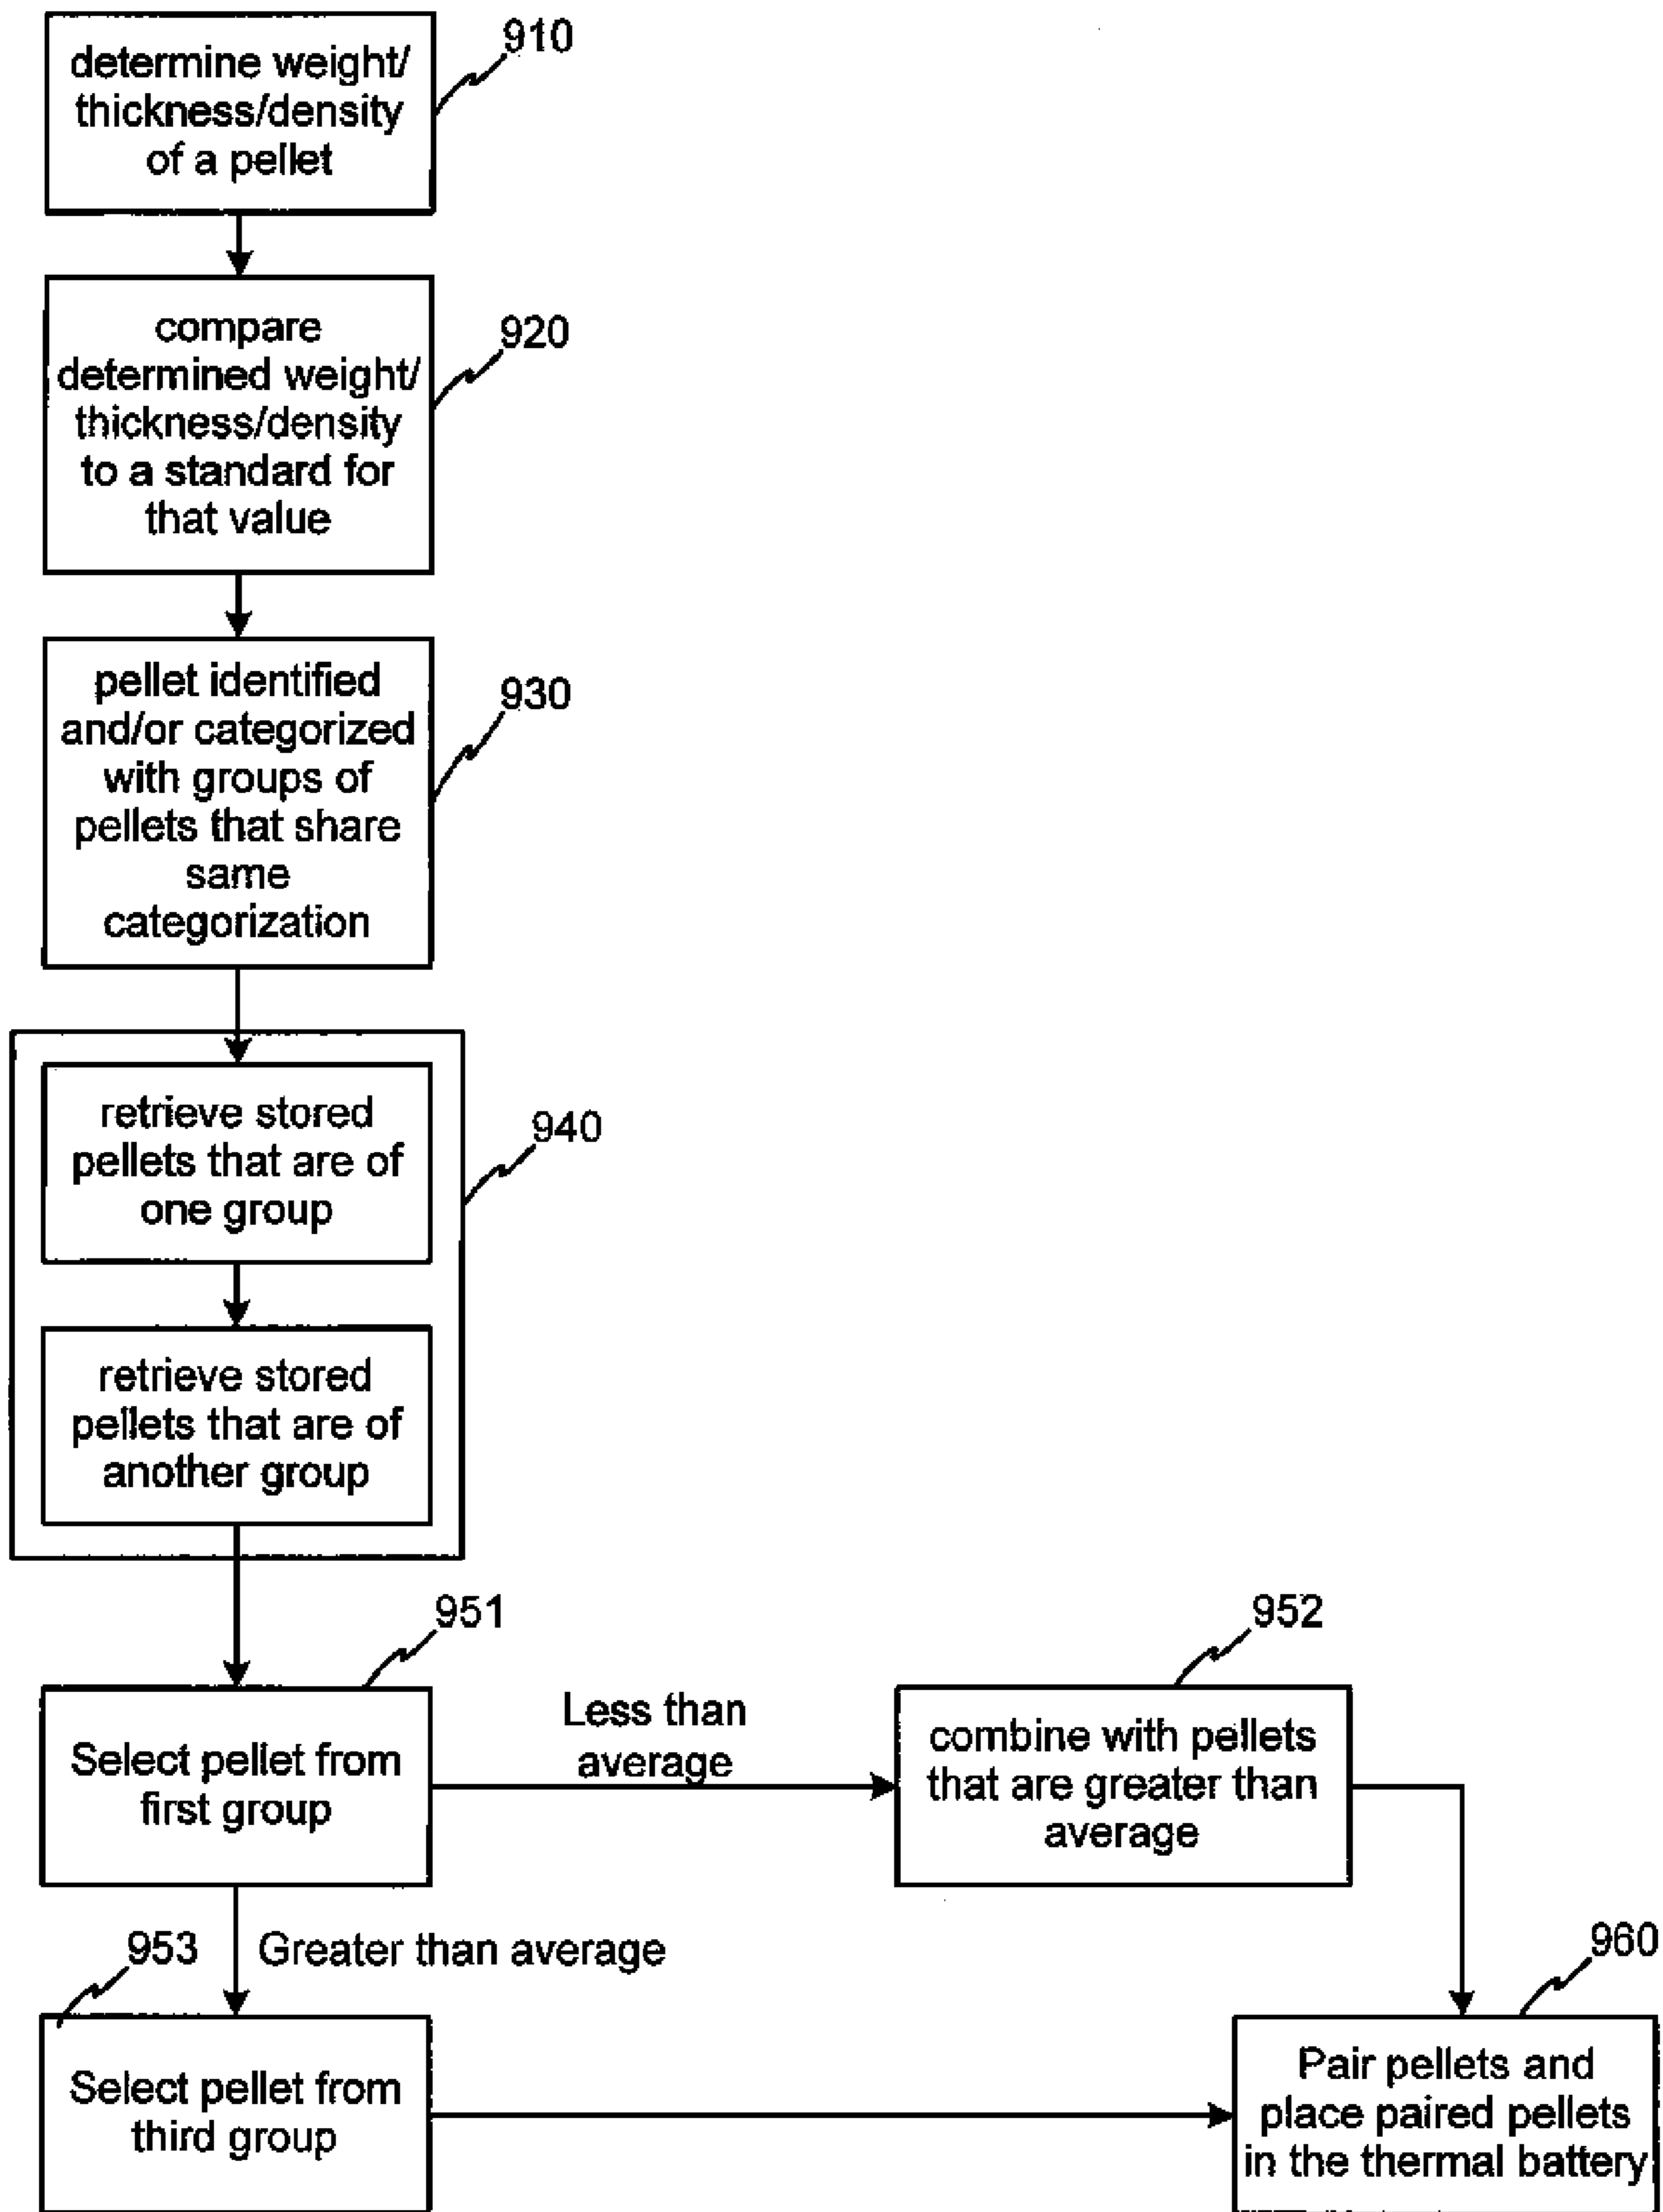 determine weight/
thickness/density
of a pellet
910
compare
determined weight/
thickness/density
to a standard for
that value
920
pellet identified
and/or categorized
with groups of
pellets that share
same
categorization
930
retrieve stored
pellets that are of
one group
940
retrieve stored
pellets that are of
another group
951
Select pellet from
first group
Less than
average
952
combine with pellets
that are greater than
average
Greater than average
953
Select pellet from
third group
960
Pair pellets and
place paired pellets
in the thermal battery